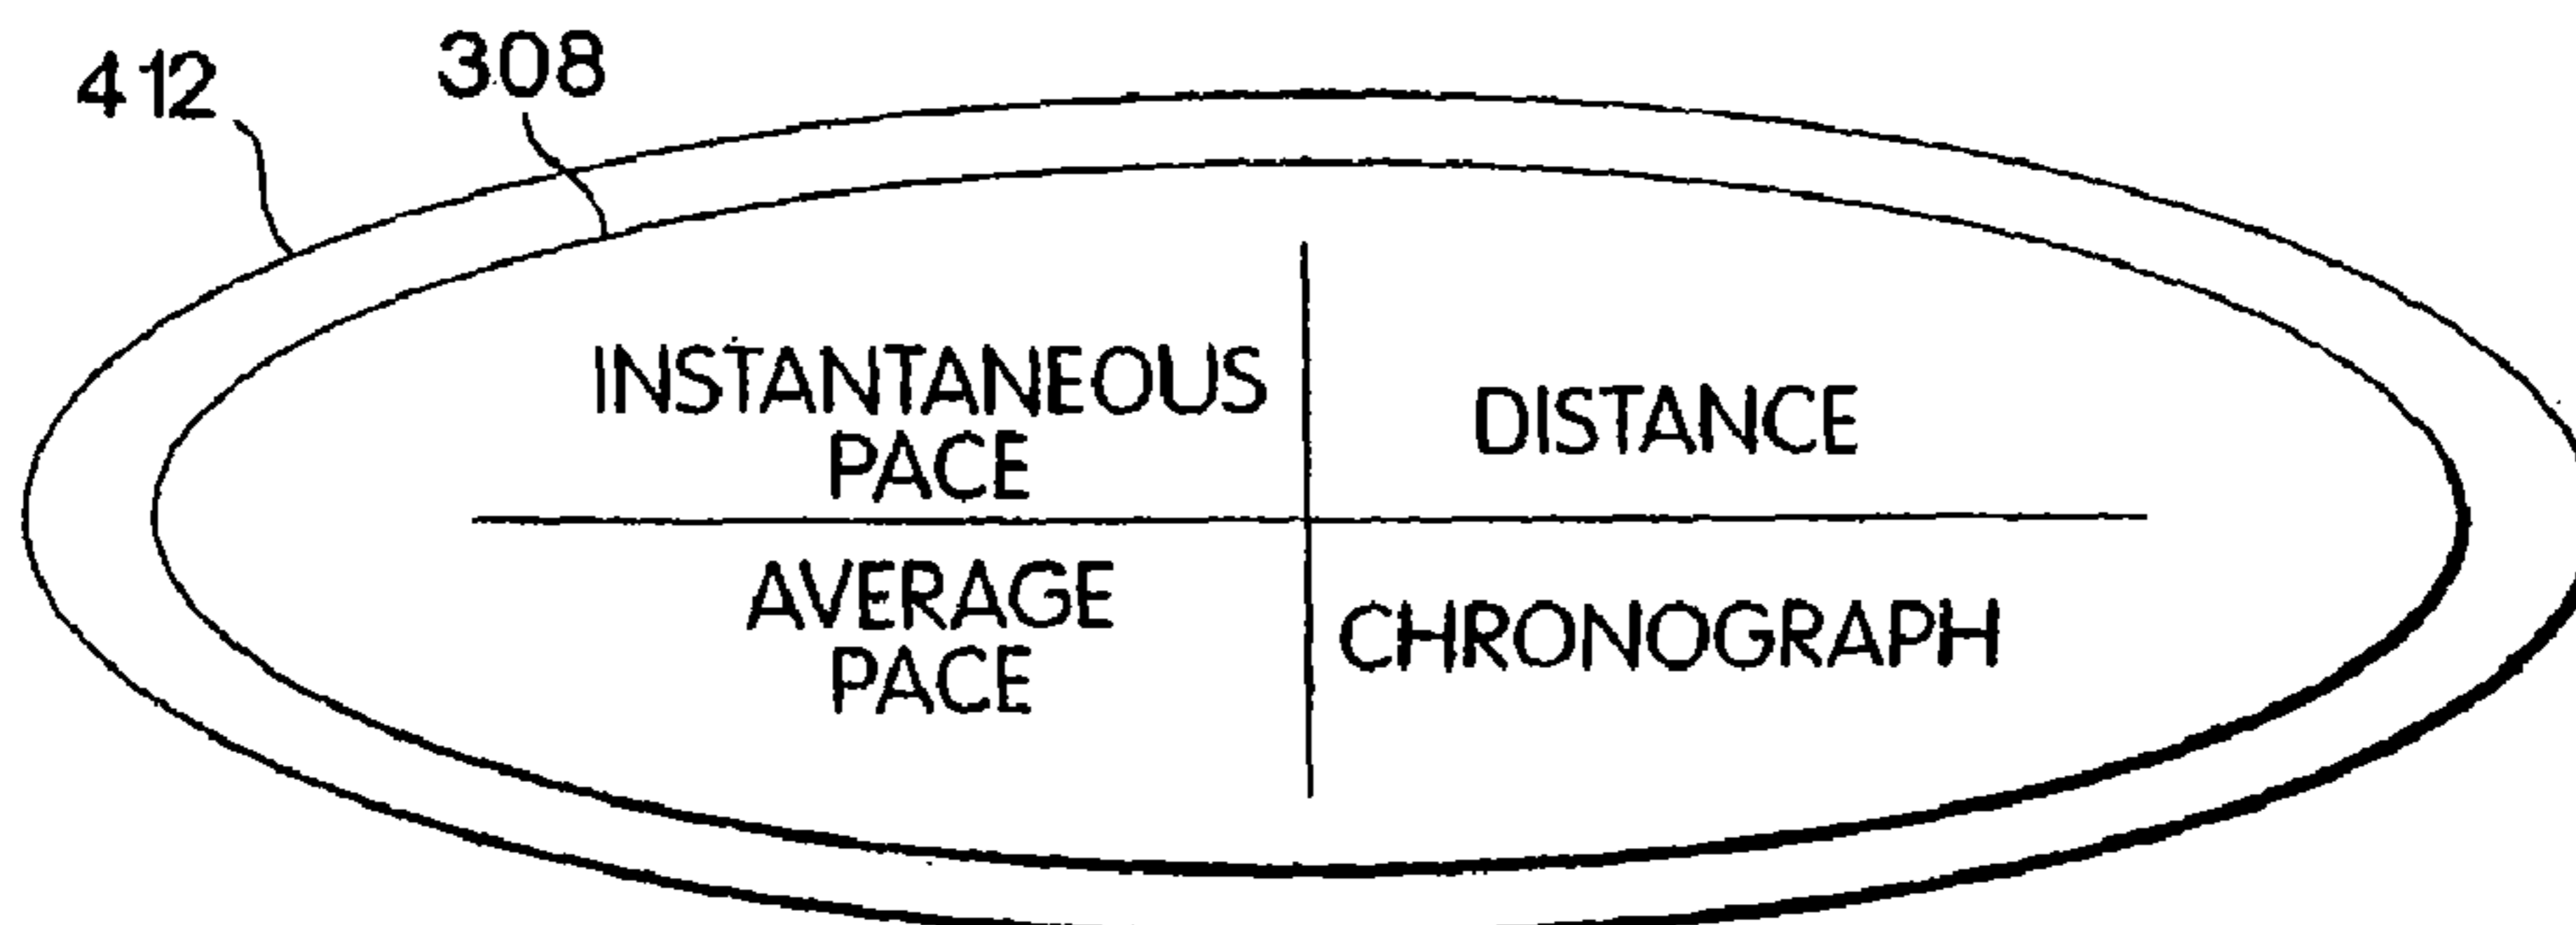 412
308
INSTANTANEOUS
PACE
DISTANCE
AVERAGE
PACE
CHRONOGRAPH